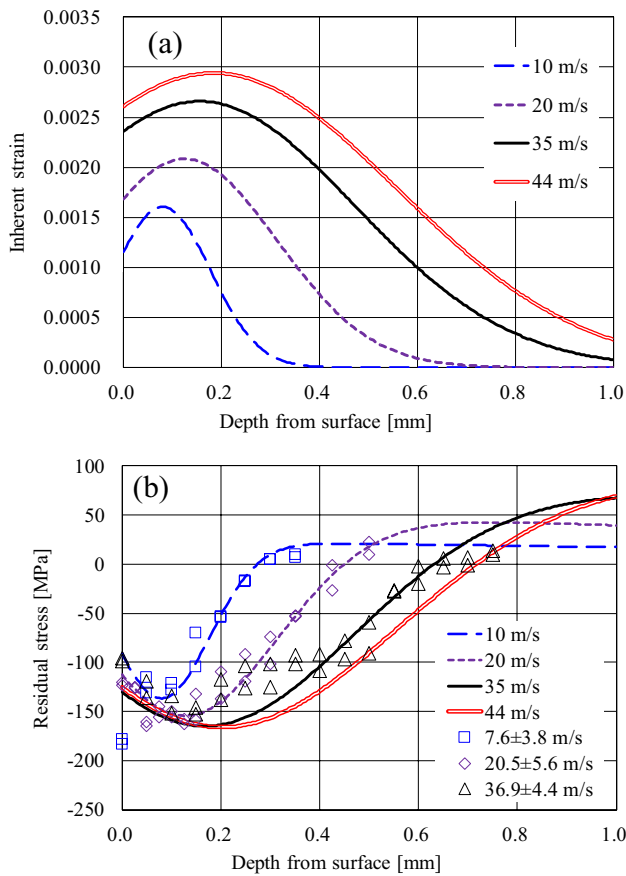 (a)
Inherent strain
0.0035
0.0030
0.0025
0.0020
0.0015
0.0010
0.0005
0.0000
10 m/s
20 m/s
35 m/s
44 m/s
0.0 0.2 0.4 0.6 0.8 1.0
Depth from surface [mm]
(b)
Residual stress [MPa]
100
50
0
-50
-100
-150
-200
-250
10 m/s
20 m/s
35 m/s
44 m/s
7.6±3.8 m/s
20.5±5.6 m/s
36.9±4.4 m/s
0.0 0.2 0.4 0.6 0.8 1.0
Depth from surface [mm]